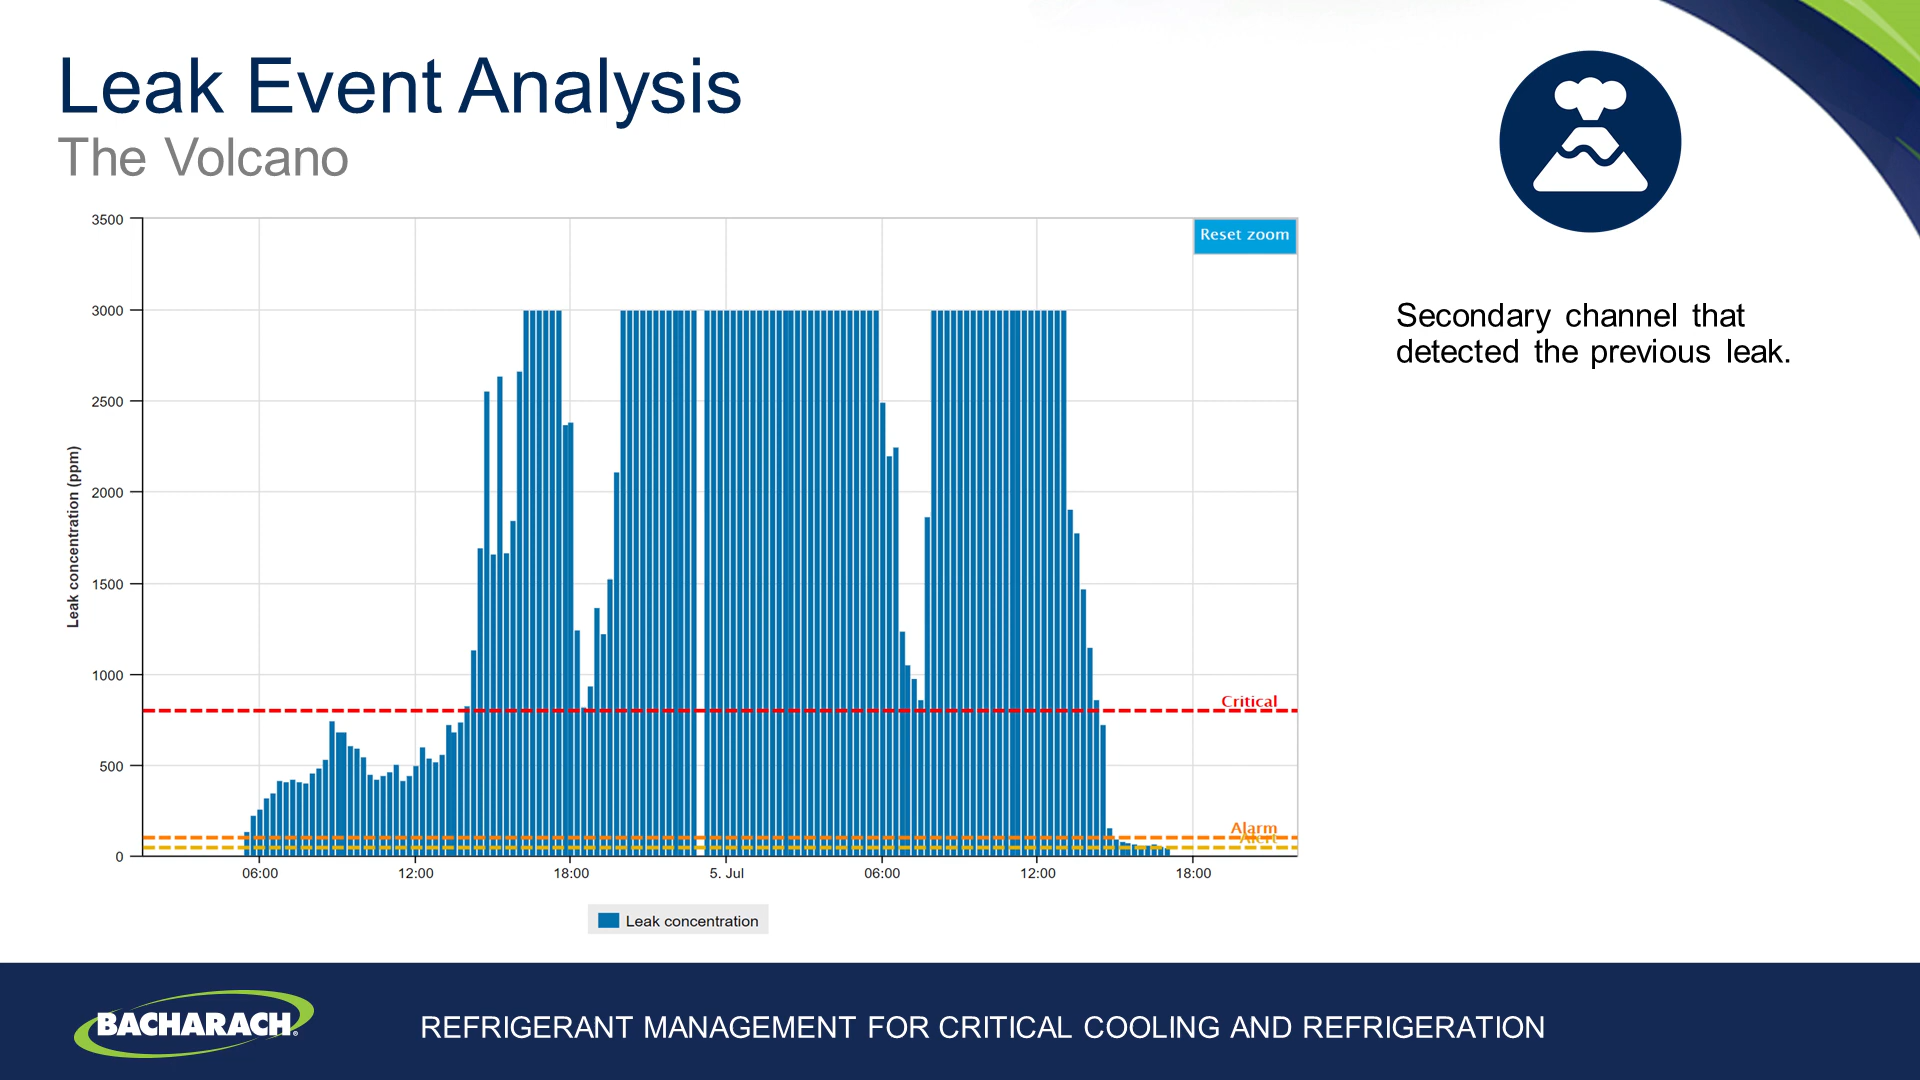 Leak Event Analysis
The Volcano
Secondary channel that
detected the previous leak.
Reset zoom
Leak concentration (ppm)
3500
3000
2500
2000
1500
1000
500
0
Critical
Alarm
Alert
06:00
12:00
18:00
5. Jul
06:00
12:00
18:00
Leak concentration
BACHARACH
REFRIGERANT MANAGEMENT FOR CRITICAL COOLING AND REFRIGERATION